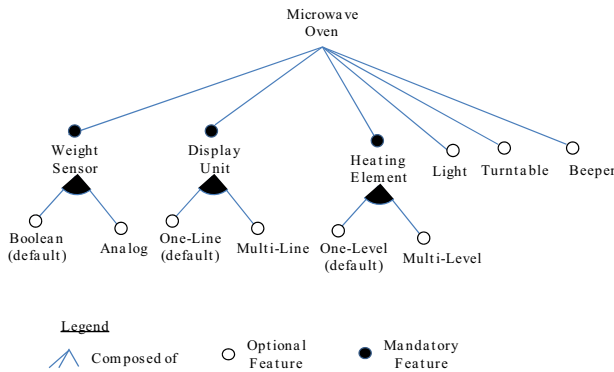 Microwave
Oven
Weight
Sensor
Display
Unit
Heating
Element
Light
Turntable
Beeper
Boolean
(default)
Analog
One-Line
(default)
Multi-Line
One-Level
(default)
Multi-Level
Legend
Composed of
Optional
Feature
Mandatory
Feature